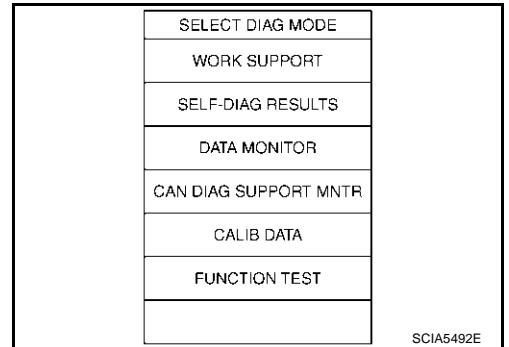 SELECT DIAG MODE
WORK SUPPORT
SELF-DIAG RESULTS
DATA MONITOR
CAN DIAG SUPPORT MNTR
CALIB DATA
FUNCTION TEST
SCIA5492E